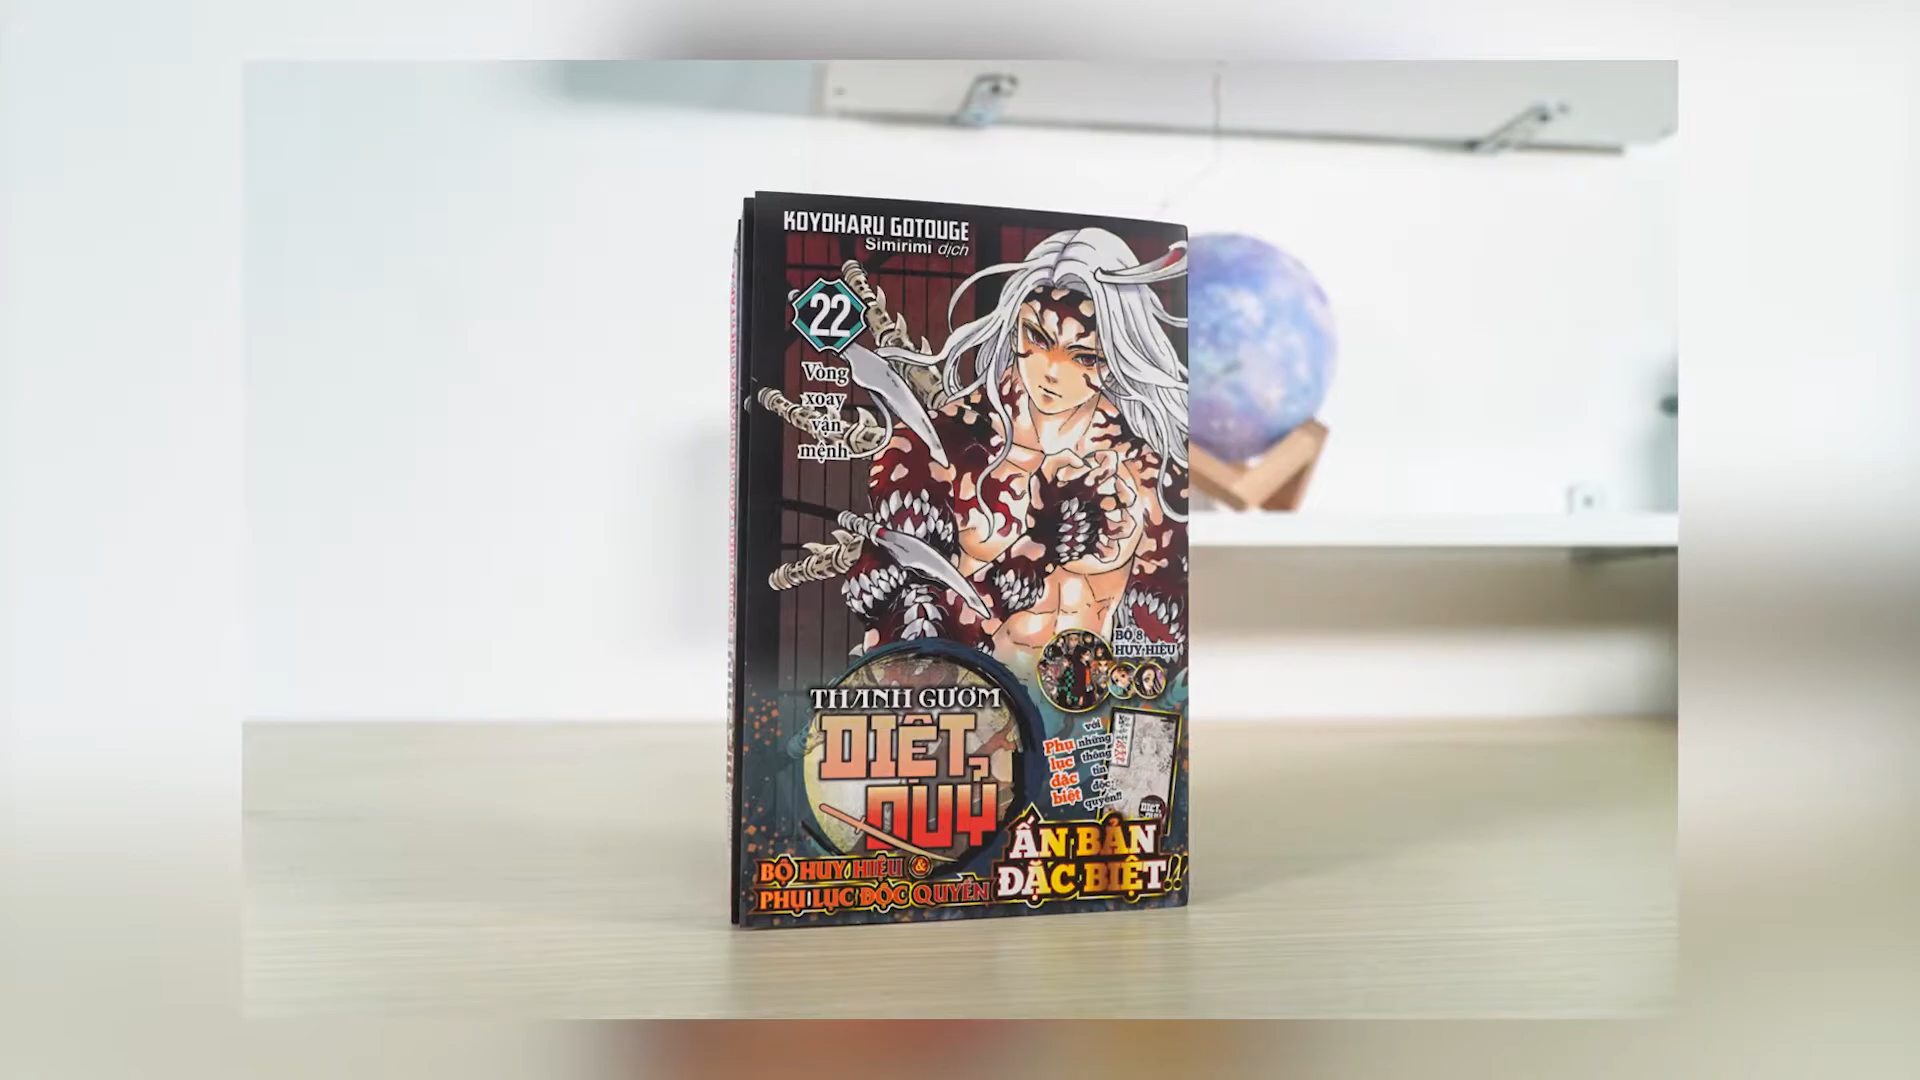 KOYOHARU GOTOUGE
Simirimi dịch
22
Vòng
xoay
vận
mệnh
BỘ 8
HUY HIỆU
THANH GƯƠM
DIỆT
QUỶ
với
Phụ những
lục thông
đặc tin
biệt độc
quyền!!
ẤN BẢN
ĐẶC BIỆT!!
BỘ HUY HIỆU &
PHỤ LỤC ĐỘC QUYỀN